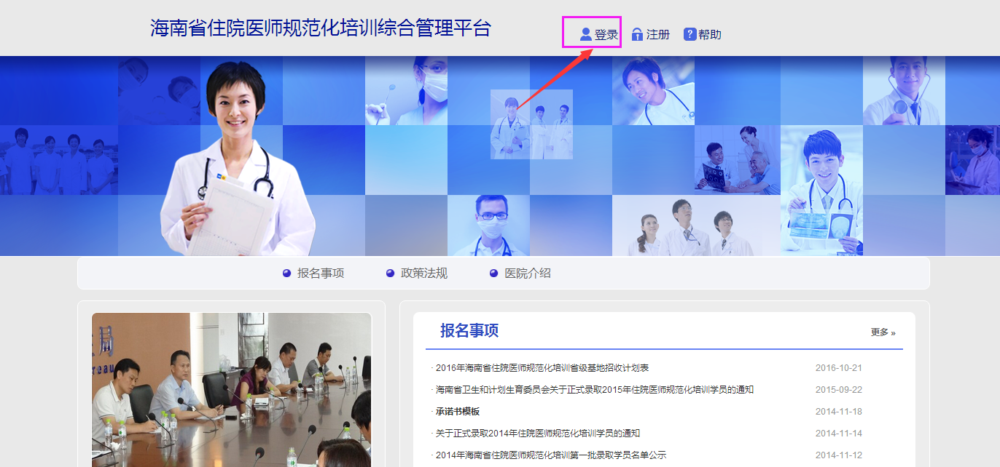 海南省住院医师规范化培训综合管理平台
登录 注册 帮助
报名事项 政策法规 医院介绍
局
reau
报名事项 更多 »
· 2016年海南省住院医师规范化培训省级基地招收计划表 2016-10-21
· 海南省卫生和计划生育委员会关于正式录取2015年住院医师规范化培训学员的通知 2015-09-22
· 承诺书模板 2014-11-18
· 关于正式录取2014年住院医师规范化培训学员的通知 2014-11-14
· 2014年海南省住院医师规范化培训第一批录取学员名单公示 2014-11-12